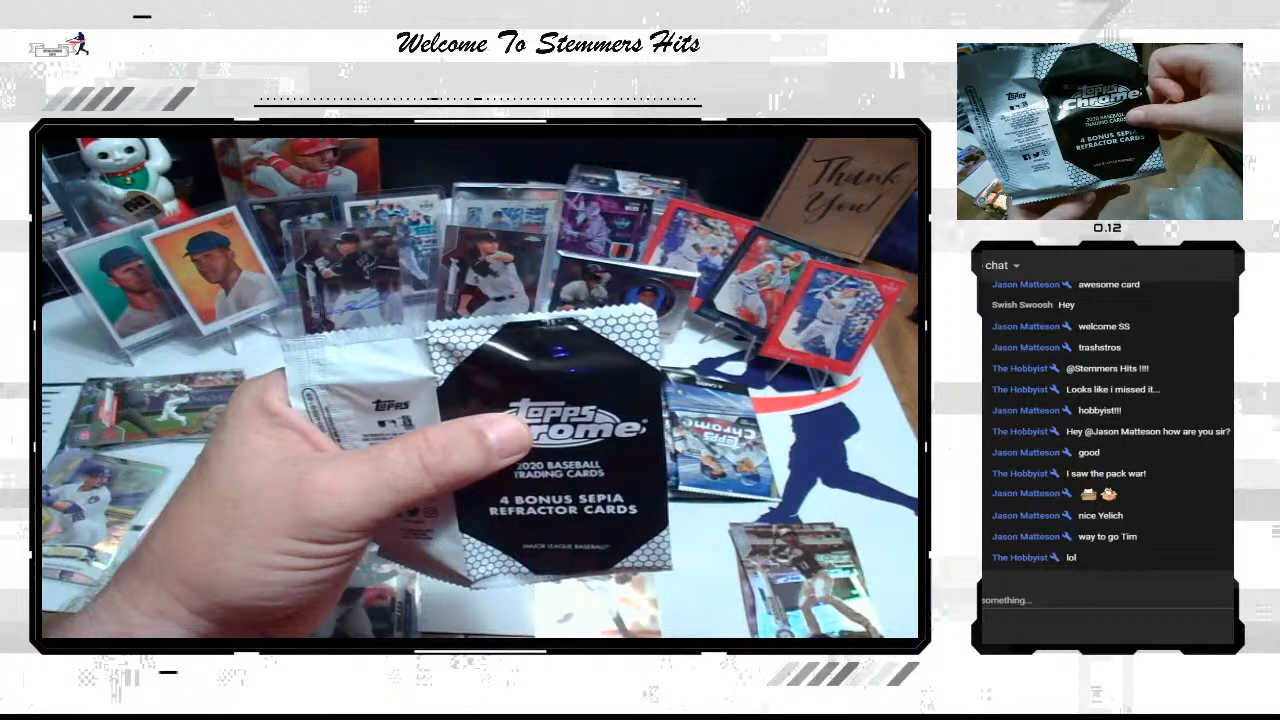 Welcome To Stemmers Hits
Thank
You!
TOPPS
Topps
Chrome
2020 BASEBALL
TRADING CARDS
4 BONUS SEPIA
REFRACTOR CARDS
MAJOR LEAGUE BASEBALL
TOPPS
Chrome
TOPPS
Topps
Chrome
2020 BASEBALL
TRADING CARDS
4 BONUS SEPIA
REFRACTOR CARDS
0.12
chat
Jason Matteson awesome card
Swish Swoosh Hey
Jason Matteson welcome SS
Jason Matteson trashstros
The Hobbyist @Stemmers Hits !!!!
The Hobbyist Looks like i missed it...
Jason Matteson hobbyist!!!
The Hobbyist Hey @Jason Matteson how are you sir?
Jason Matteson good
The Hobbyist I saw the pack war!
Jason Matteson
Jason Matteson nice Yelich
Jason Matteson way to go Tim
The Hobbyist lol
something...